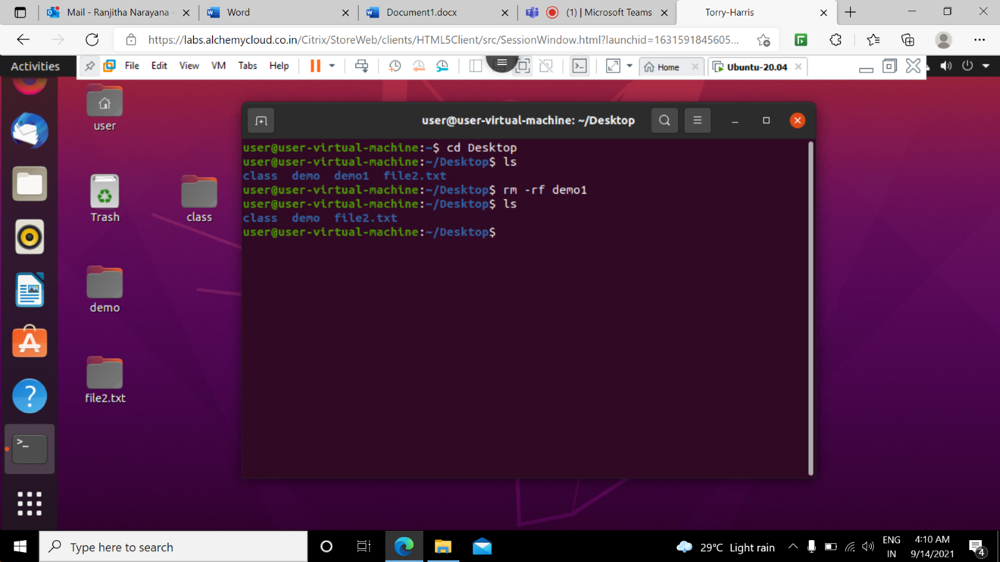 Mail - Ranjitha Narayana - Word Document1.docx (1) | Microsoft Teams Torry-Harris
https://labs.alchemycloud.co.in/Citrix/StoreWeb/clients/HTML5Client/src/SessionWindow.html?launchid=1631591845605...
Activities File Edit View VM Tabs Help Home Ubuntu-20.04
user
Trash
class
demo
file2.txt
user@user-virtual-machine: ~/Desktop
user@user-virtual-machine:~$ cd Desktop
user@user-virtual-machine:~/Desktop$ ls
class demo demo1 file2.txt
user@user-virtual-machine:~/Desktop$ rm -rf demo1
user@user-virtual-machine:~/Desktop$ ls
class demo file2.txt
user@user-virtual-machine:~/Desktop$
Type here to search
29°C Light rain
ENG
IN
4:10 AM
9/14/2021
4